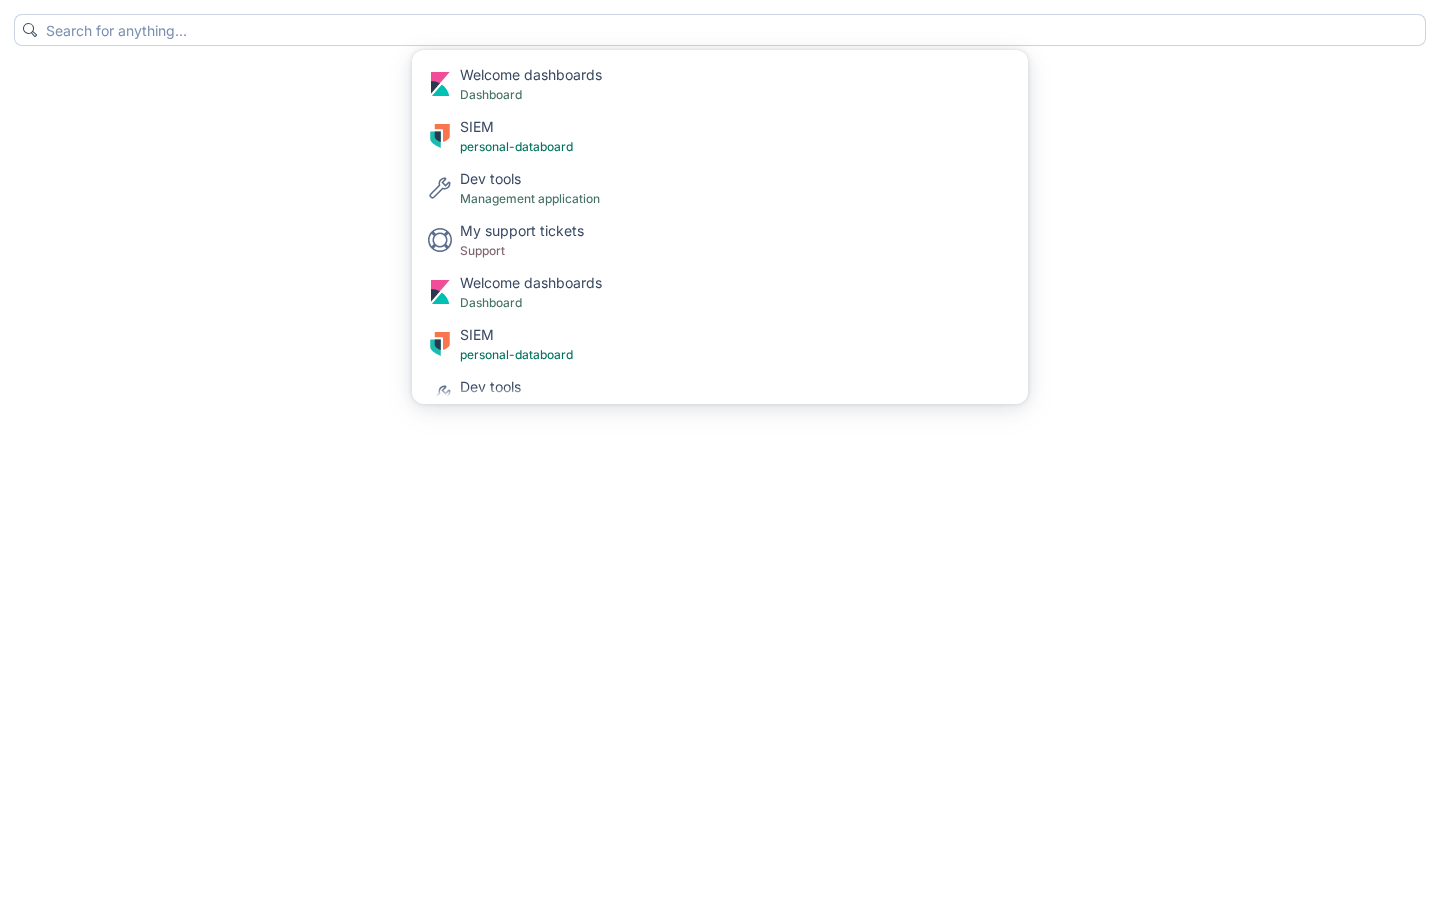 Search for anything...
Welcome dashboards
Dashboard
SIEM
personal-databoard
Dev tools
Management application
My support tickets
Support
Welcome dashboards
Dashboard
SIEM
personal-databoard
Dev tools